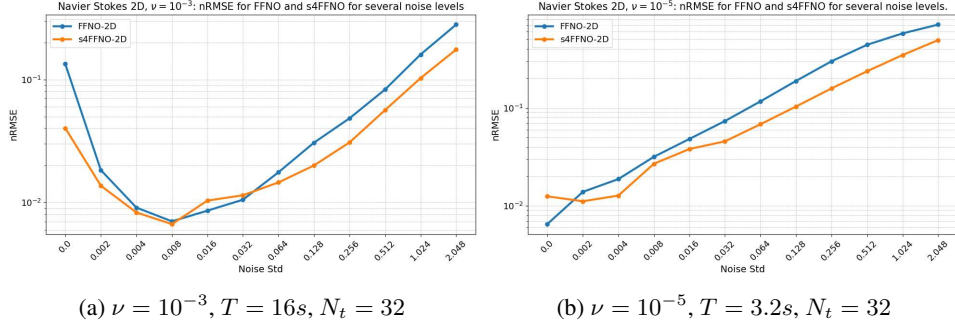 Navier Stokes 2D, ν = 10⁻³: nRMSE for FFNO and s4FFNO for several noise levels
FFNO-2D
s4FFNO-2D
10⁻¹
10⁻²
nRMSE
0.0 0.002 0.004 0.008 0.016 0.032 0.064 0.128 0.256 0.512 1.024 2.048
Noise Std
(a) ν = 10⁻³, T = 16s, Nₜ = 32
Navier Stokes 2D, ν = 10⁻⁵: nRMSE for FFNO and s4FFNO for several noise levels.
FFNO-2D
s4FFNO-2D
10⁻¹
10⁻²
nRMSE
0.0 0.002 0.004 0.008 0.016 0.032 0.064 0.128 0.256 0.512 1.024 2.048
Noise Std
(b) ν = 10⁻⁵, T = 3.2s, Nₜ = 32